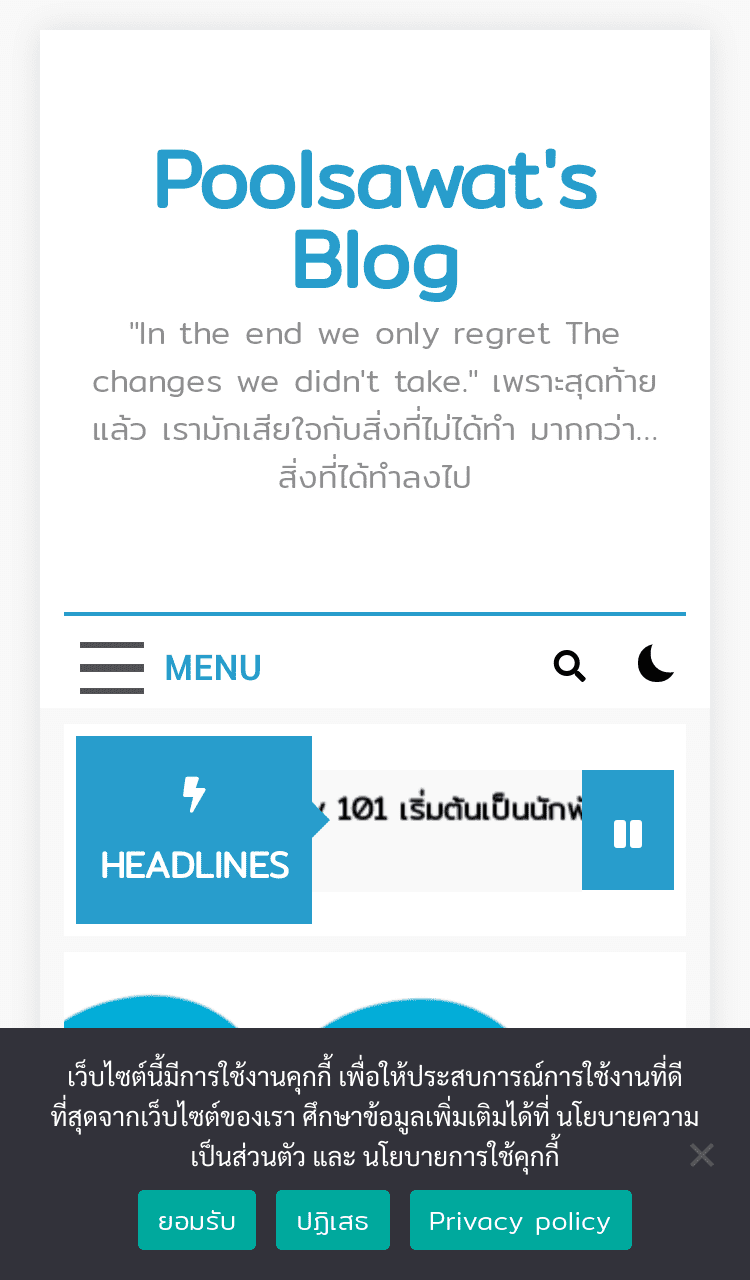 Poolsawat's
Blog
"In the end we only regret The
changes we didn't take." เพราะสุดท้าย
แล้ว เรามักเสียใจกับสิ่งที่ไม่ได้ทำ มากกว่า...
สิ่งที่ได้ทำลงไป
MENU
HEADLINES
101 เริ่มต้นเป็นนัก
เว็บไซต์นี้มีการใช้งานคุกกี้ เพื่อให้ประสบการณ์การใช้งานที่ดี
ที่สุดจากเว็บไซต์ของเรา ศึกษาข้อมูลเพิ่มเติมได้ที่ นโยบายความ
เป็นส่วนตัว และ นโยบายการใช้คุกกี้
ยอมรับ
ปฏิเสธ
Privacy policy